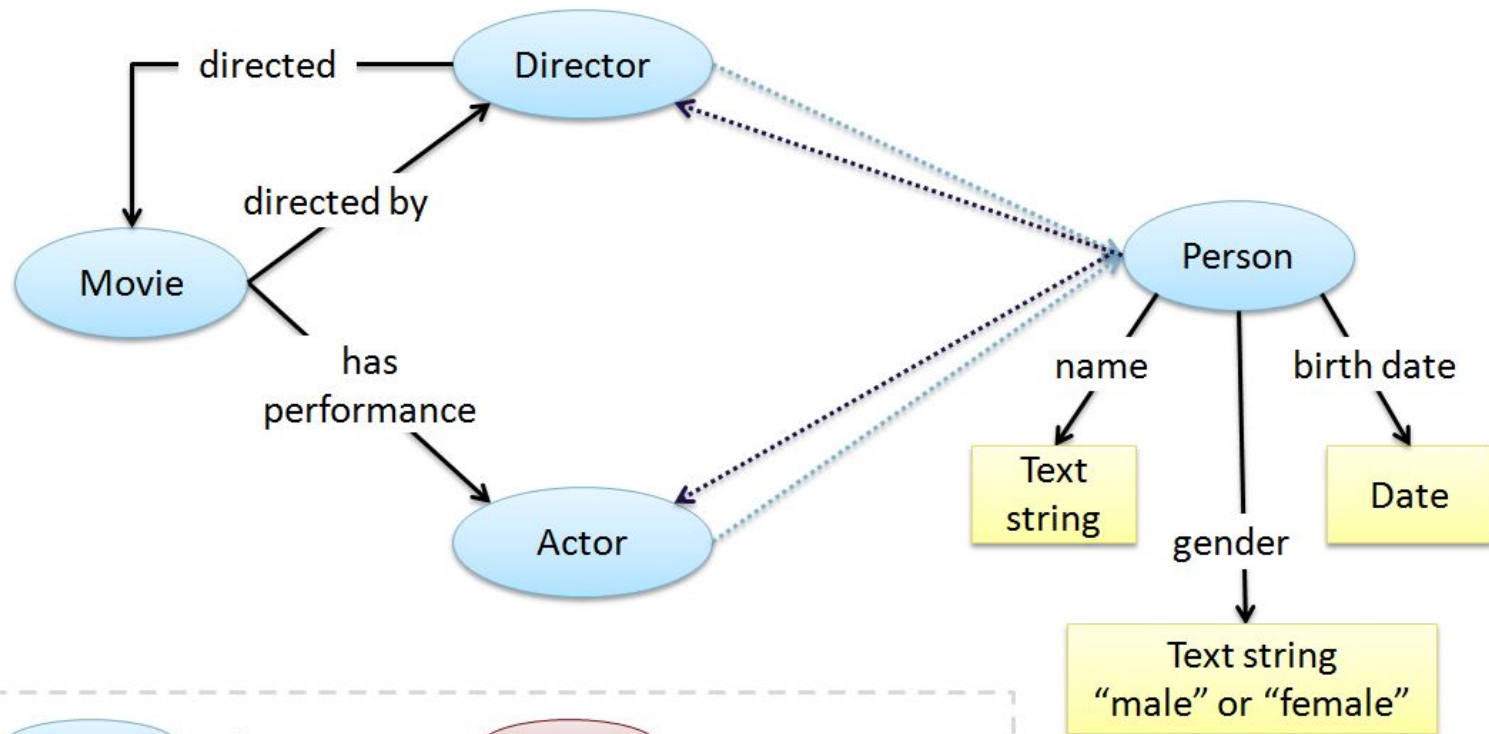 directed
Director
directed by
Movie
Person
has
performance
name
birth date
Text
string
Date
Actor
gender
Text string
“male” or “female”